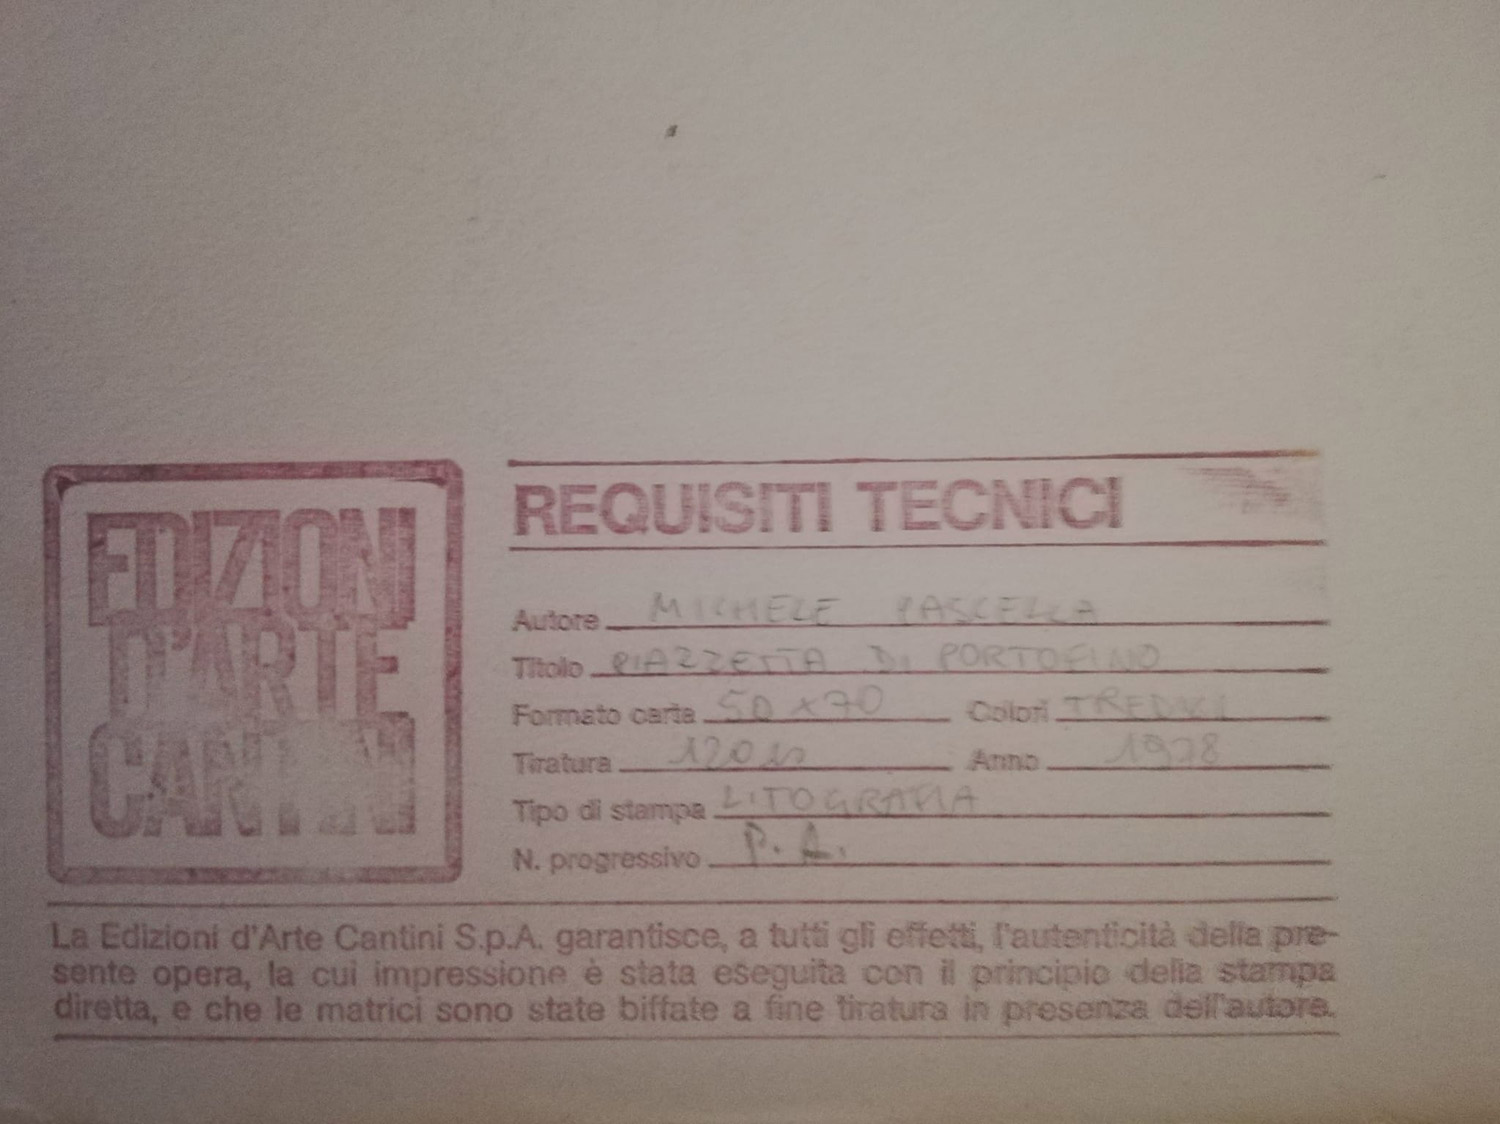 EDIZIONI
D'ARTE
CANTINI
REQUISITI TECNICI
Autore MICHELE CASCELLA
Titolo PIAZZETTA DI PORTOFINO
Formato carta 50 x 70 Colori TREDICI
Tiratura 120 Anno 1978
Tipo di stampa LITOGRAFIA
N. progressivo P. A.
La Edizioni d'Arte Cantini S.p.A. garantisce, a tutti gli effetti, l'autenticità della pre-
sente opera, la cui impressione è stata eseguita con il principio della stampa
diretta, e che le matrici sono state biffate a fine tiratura in presenza dell'autore.